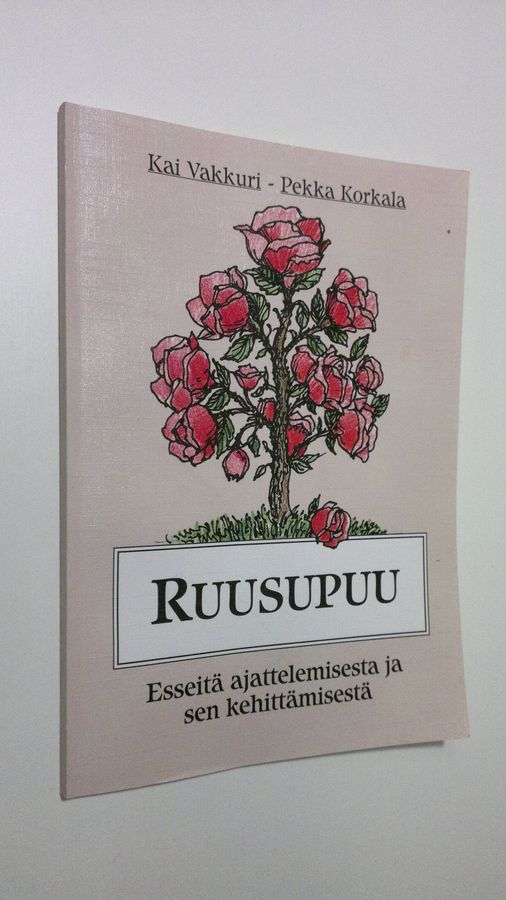 Kai Vakkuri - Pekka Korkala
RUUSUPUU
Esseitä ajattelemisesta ja
sen kehittämisestä